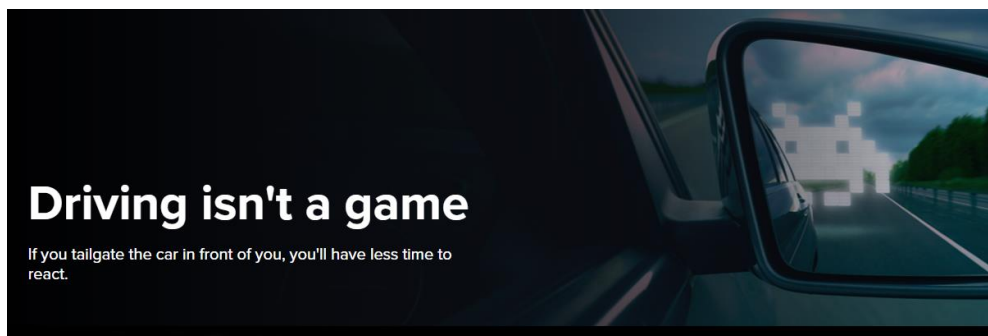 Driving isn't a game
If you tailgate the car in front of you, you'll have less time to
react.